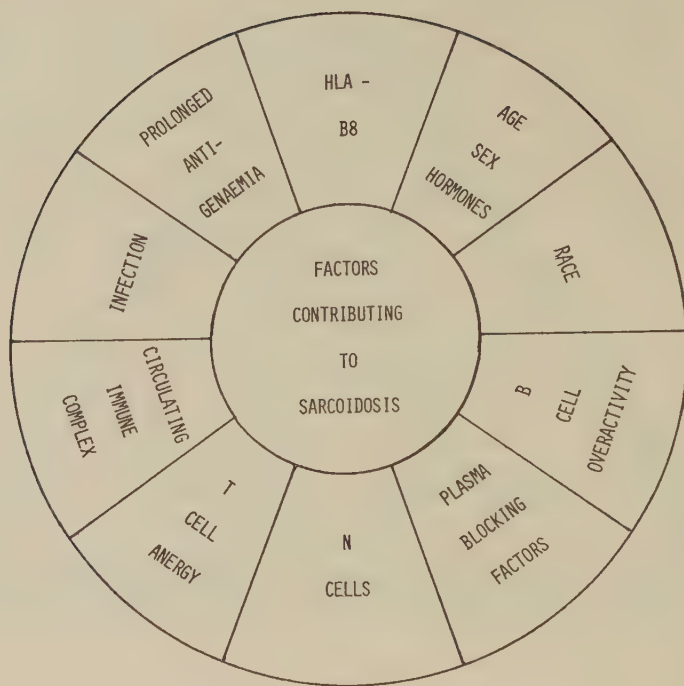 FACTORS
CONTRIBUTING
TO
SARCOIDOSIS
HLA -
B8
AGE
SEX
HORMONES
RACE
B
CELL
OVERACTIVITY
PLASMA
BLOCKING
FACTORS
N
CELLS
T
CELL
ANERGY
CIRCULATING
IMMUNE
COMPLEX
INFECTION
PROLONGED
ANTI-
GENAEMIA